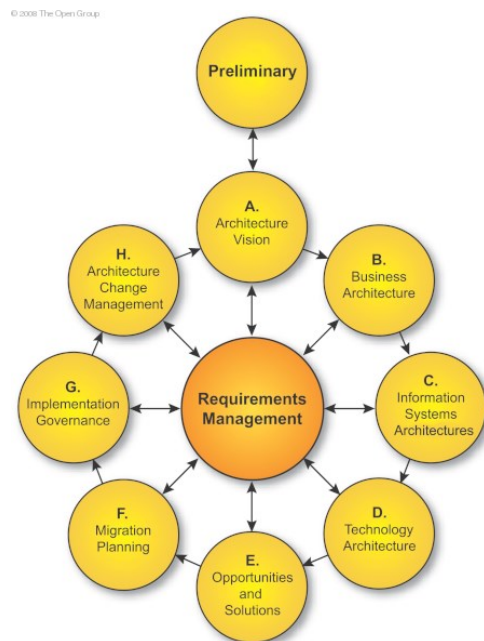 © 2008 The Open Group
Preliminary
A.
Architecture
Vision
B.
Business
Architecture
C.
Information
Systems
Architectures
D.
Technology
Architecture
E.
Opportunities
and
Solutions
F.
Migration
Planning
G.
Implementation
Governance
H.
Architecture
Change
Management
Requirements
Management